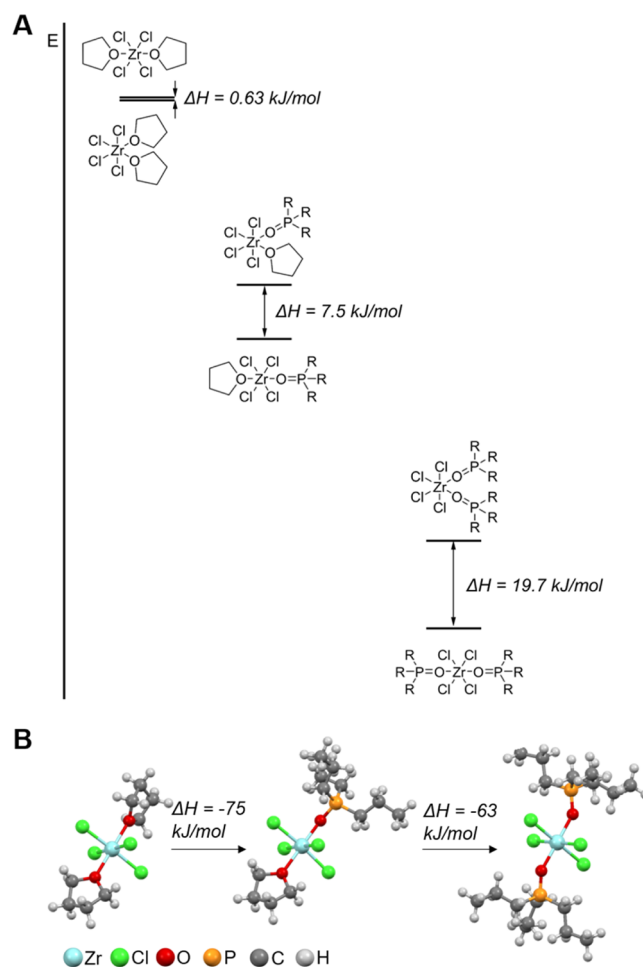 A
E
Cl Cl
O Zr O
Cl Cl
ΔH = 0.63 kJ/mol
Cl
Cl O
Zr
Cl O
Cl
R
R
Cl P
Cl O R
Zr
Cl O
Cl
ΔH = 7.5 kJ/mol
Cl Cl R
O Zr O P R
Cl Cl R
R
R
Cl P
Cl O R
Zr
Cl O R
Cl P
R R
ΔH = 19.7 kJ/mol
R Cl Cl R
R P O Zr O P R
R Cl Cl R
B
ΔH = -75
kJ/mol
ΔH = -63
kJ/mol
Zr Cl O P C H